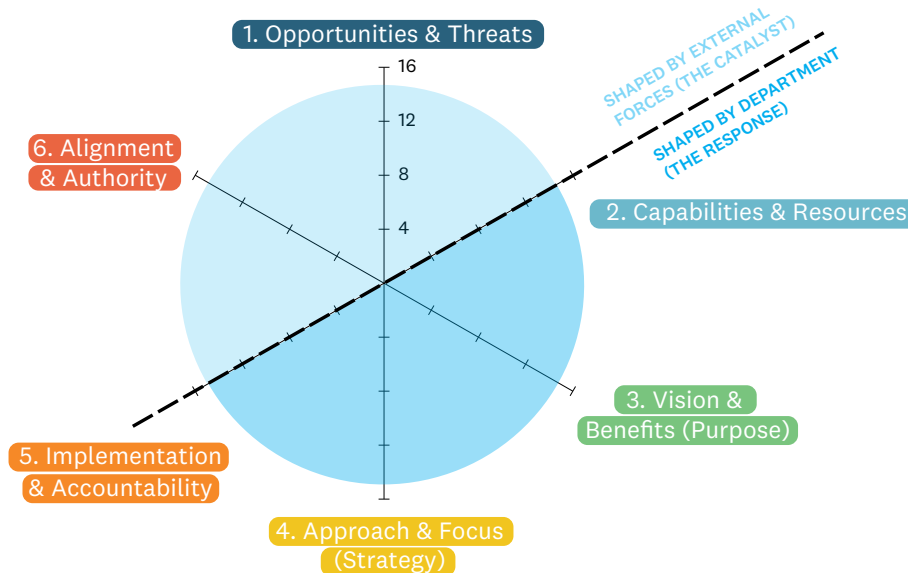 1. Opportunities & Threats
SHAPED BY EXTERNAL
FORCES (THE CATALYST)
SHAPED BY DEPARTMENT
(THE RESPONSE)
16
12
8
4
6. Alignment
& Authority
2. Capabilities & Resources
3. Vision &
Benefits (Purpose)
5. Implementation
& Accountability
4. Approach & Focus
(Strategy)